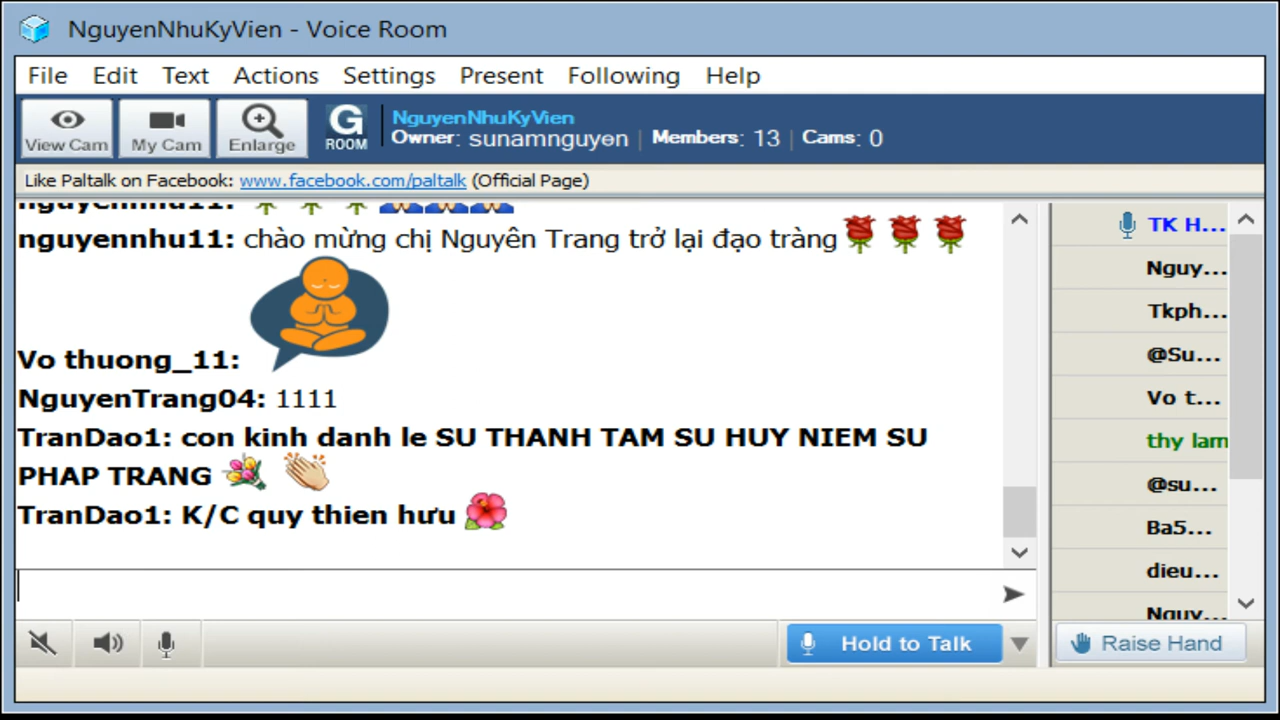 NguyenNhuKyVien - Voice Room
File Edit Text Actions Settings Present Following Help
View Cam My Cam Enlarge G ROOM
NguyenNhuKyVien
Owner: sunamnguyen | Members: 13 | Cams: 0
Like Paltalk on Facebook: www.facebook.com/paltalk (Official Page)
nguyennhu11:
nguyennhu11: chào mừng chị Nguyên Trang trở lại đạo tràng
Vo thuong_11:
NguyenTrang04: 1111
TranDao1: con kinh danh le SU THANH TAM SU HUY NIEM SU
PHAP TRANG
TranDao1: K/C quy thien hưu
TK H...
Nguy...
Tkph...
@Su...
Vo t...
thy lam
@su...
Ba5...
dieu...
Nguy...
Hold to Talk
Raise Hand